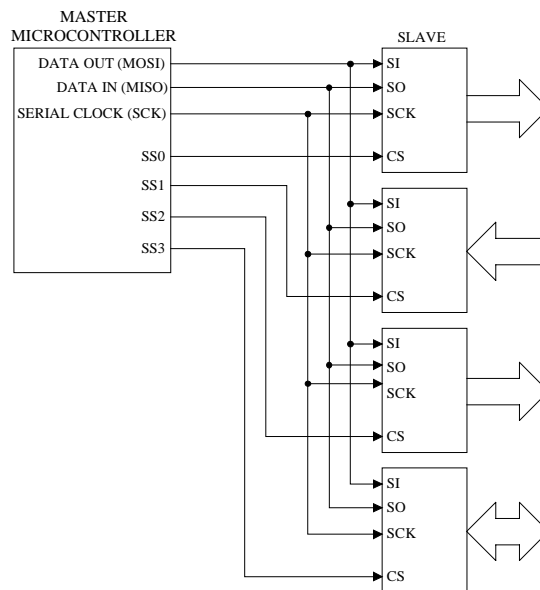 MASTER
MICROCONTROLLER
DATA OUT (MOSI)
DATA IN (MISO)
SERIAL CLOCK (SCK)
SS0
SS1
SS2
SS3
SLAVE
SI
SO
SCK
CS
SI
SO
SCK
CS
SI
SO
SCK
CS
SI
SO
SCK
CS